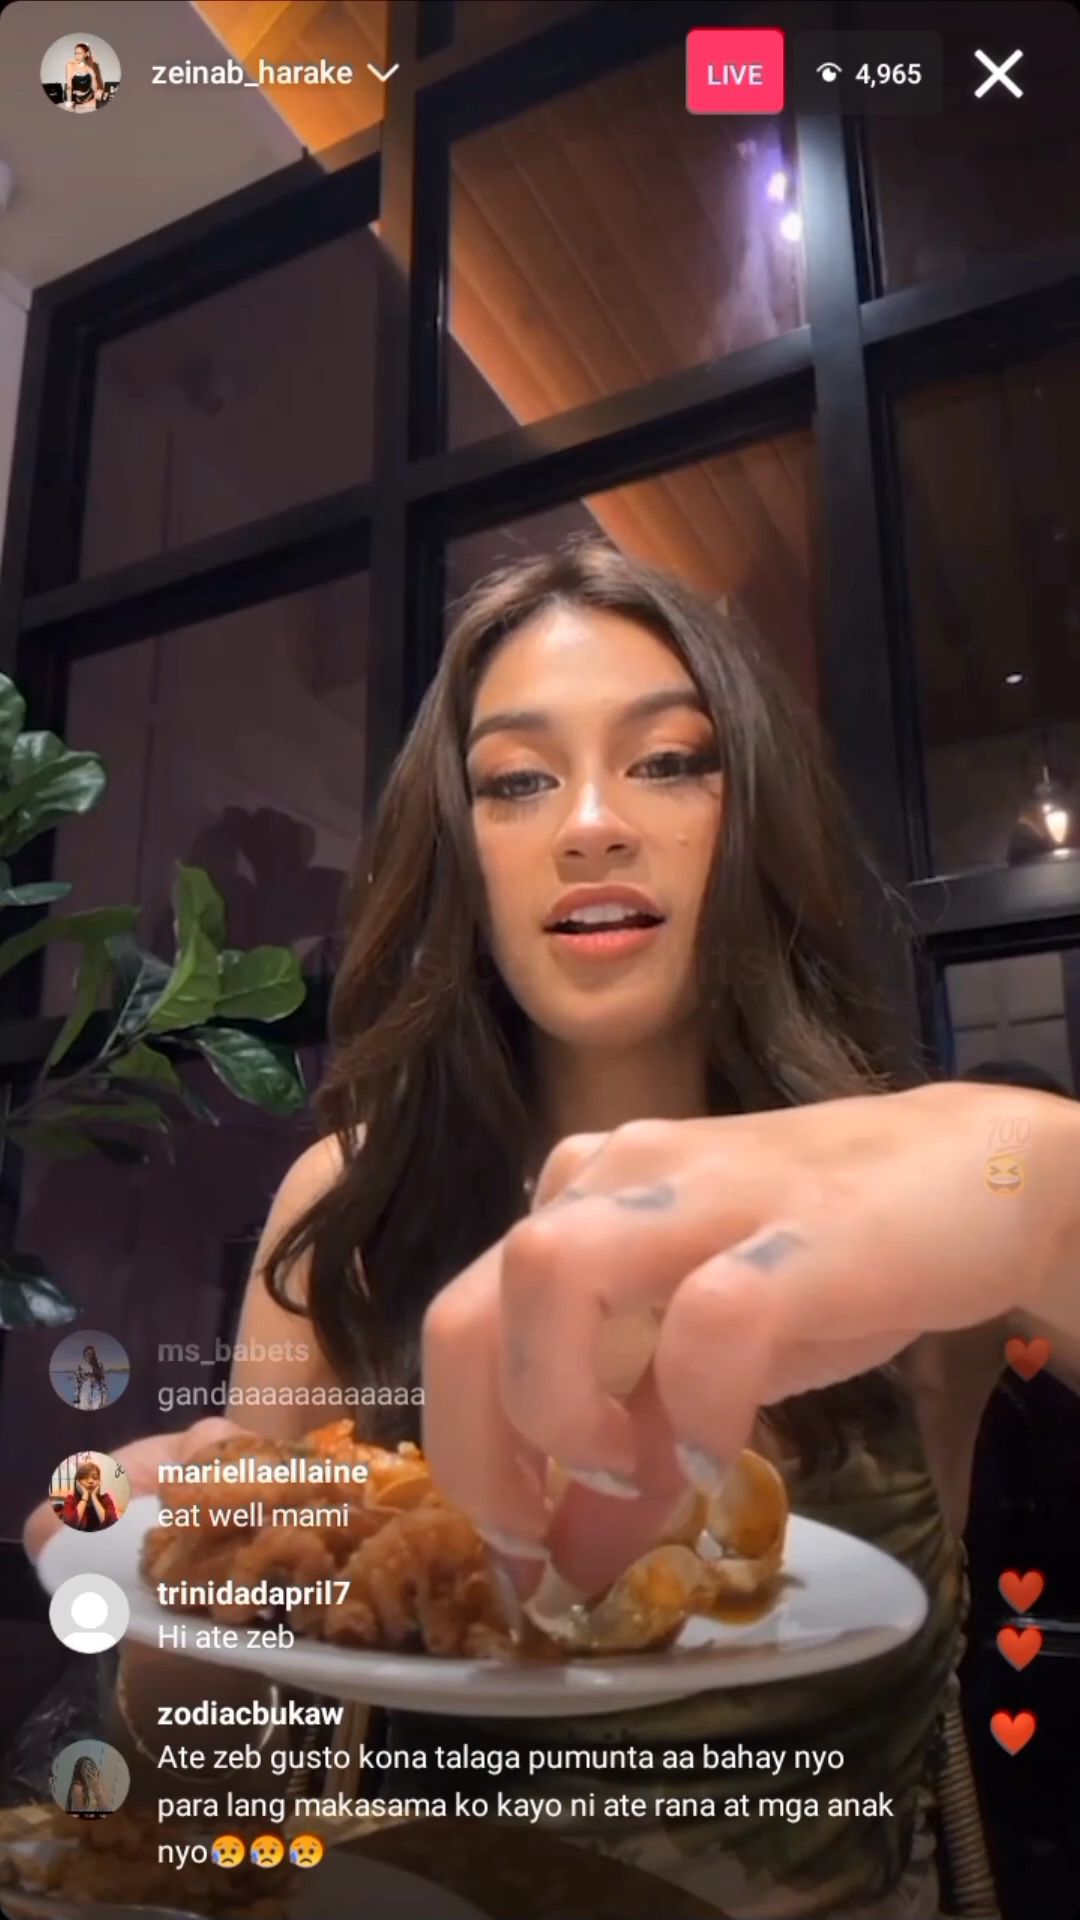 zeinab_harake
LIVE
4,965
ms_babets
gandaaaaaaaaaaaa
mariellaellaine
eat well mami
trinidadapril7
Hi ate zeb
zodiacbukaw
Ate zeb gusto kona talaga pumunta aa bahay nyo
para lang makasama ko kayo ni ate rana at mga anak
nyo😥😥😥